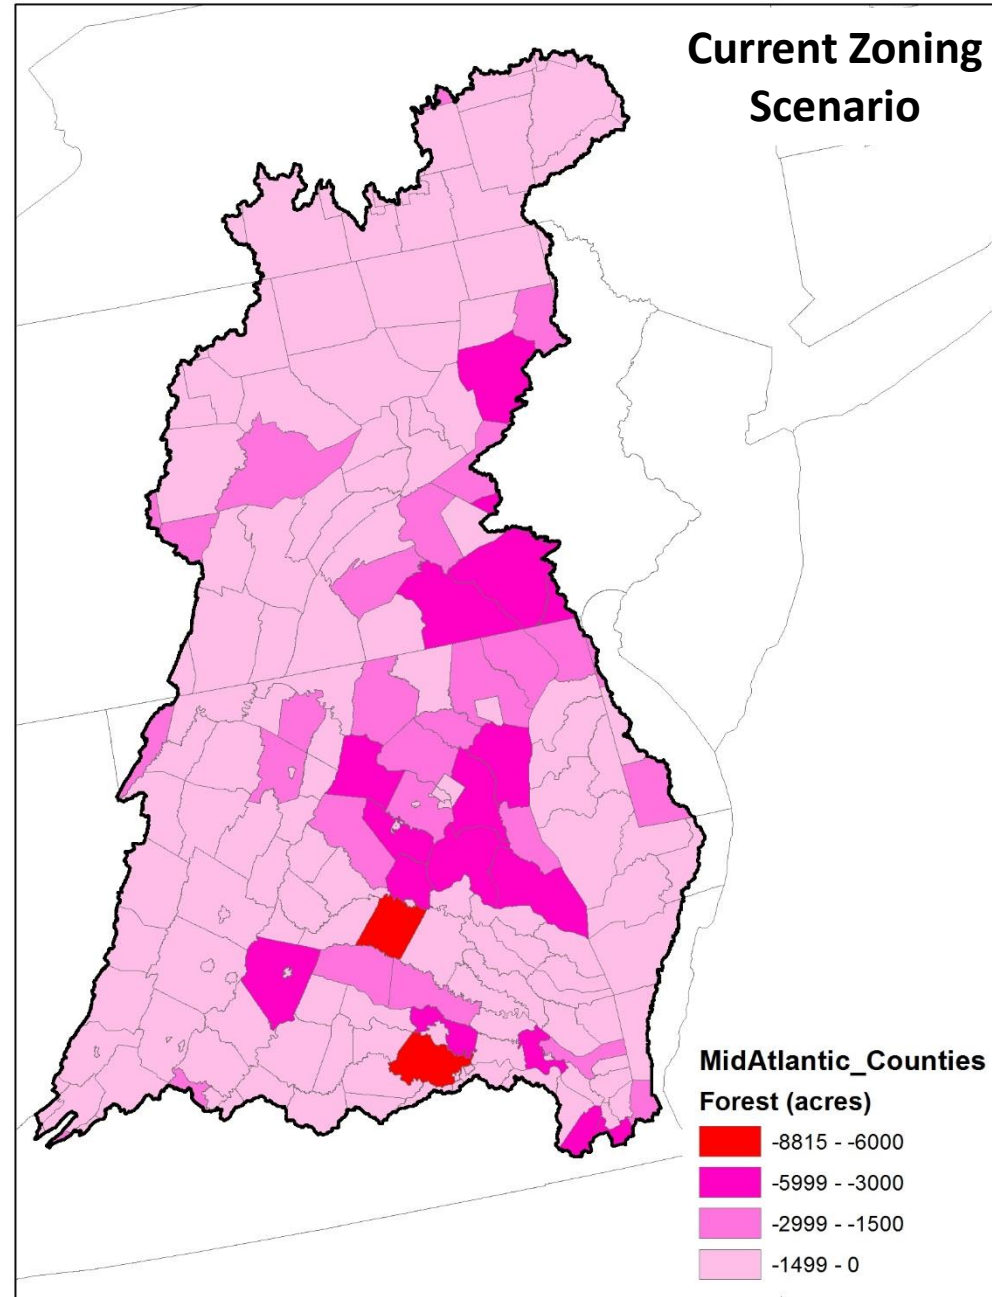 Current Zoning
Scenario
MidAtlantic_Counties
Forest (acres)
-8815 - -6000
-5999 - -3000
-2999 - -1500
-1499 - 0